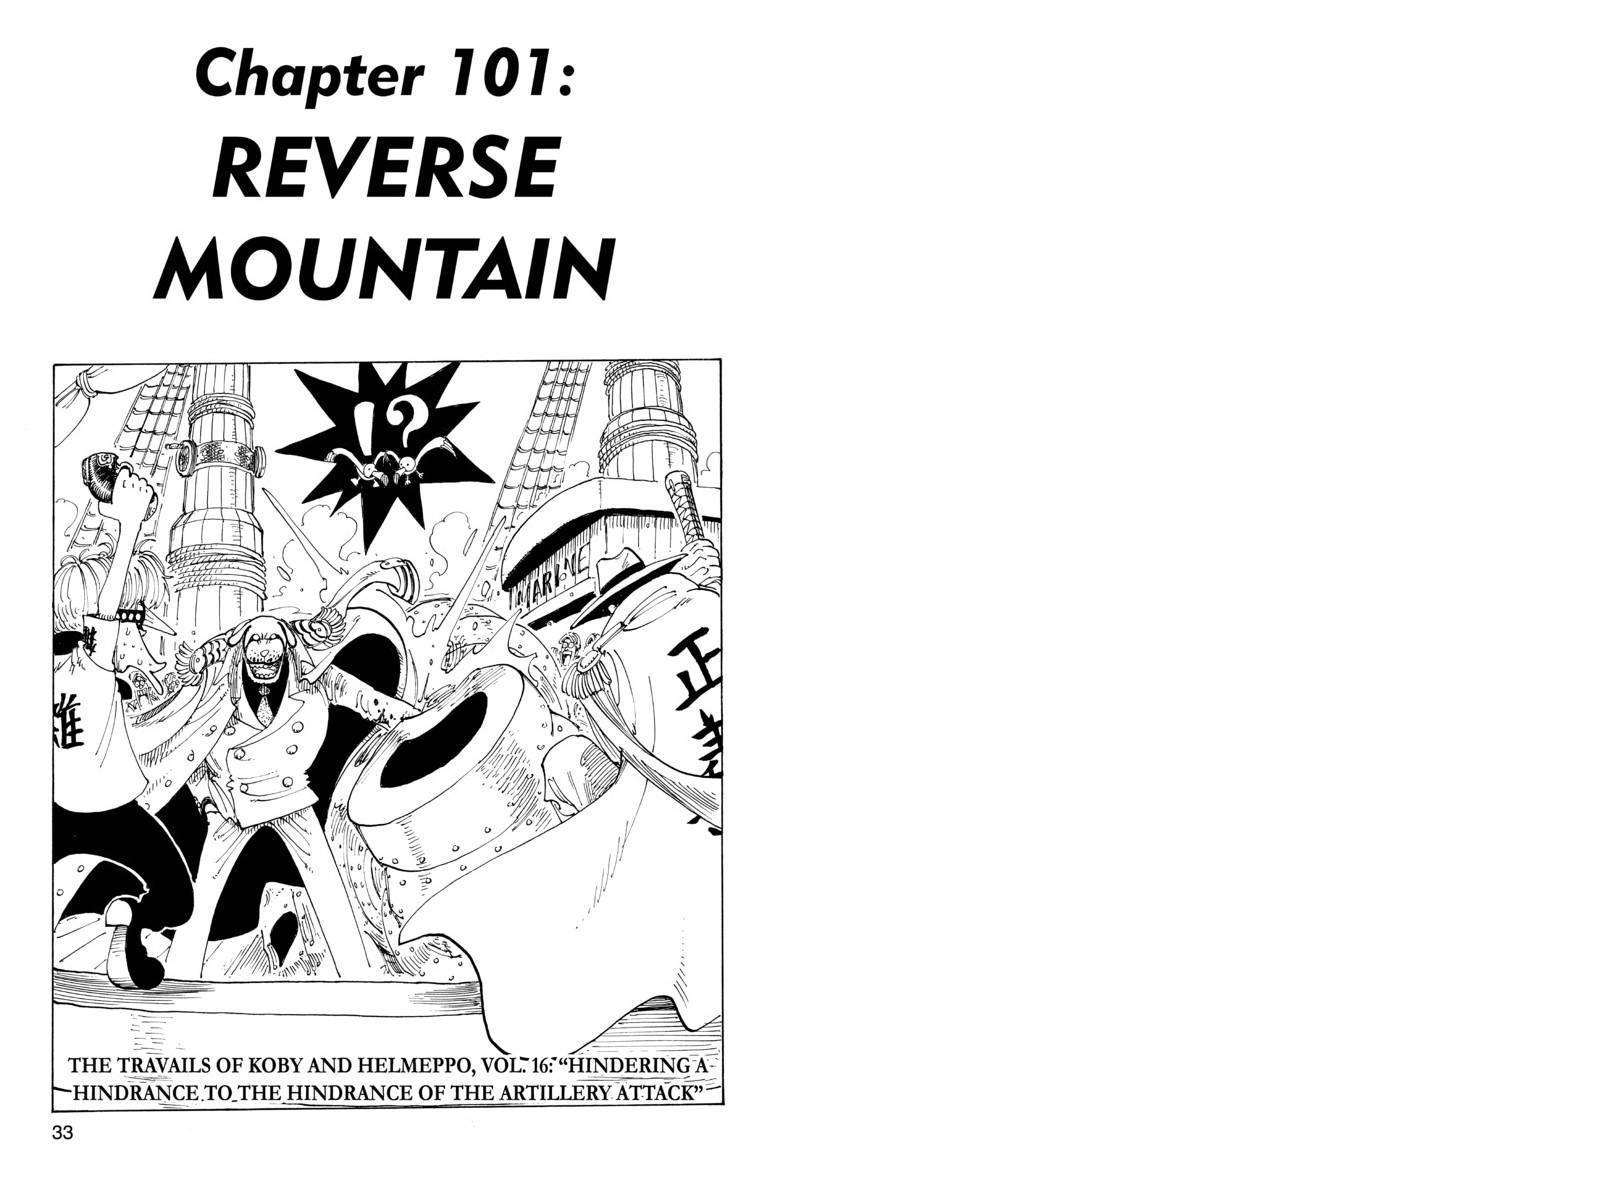 Chapter 101:
REVERSE
MOUNTAIN
!?
MARINE
正
THE TRAVAILS OF KOBY AND HELMEPPO, VOL. 16: “HINDERING A
HINDRANCE TO THE HINDRANCE OF THE ARTILLERY ATTACK”
33